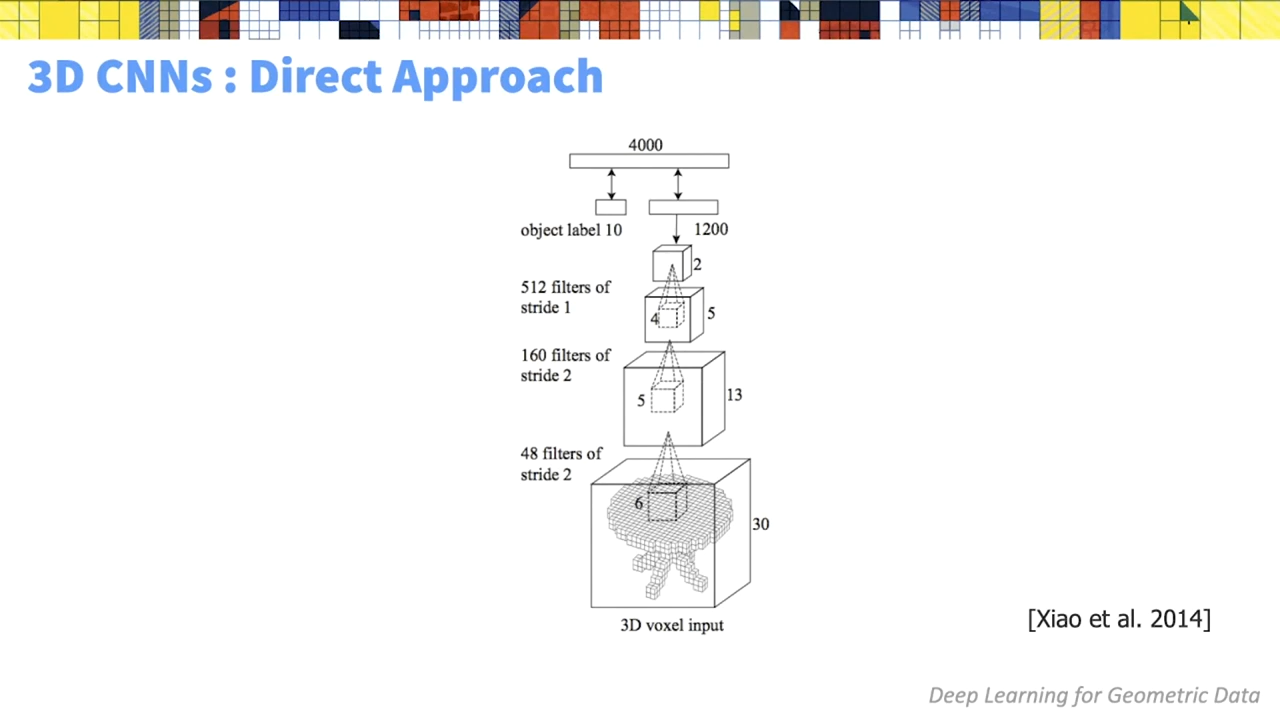 3D CNNs : Direct Approach
4000
object label 10
1200
2
512 filters of
stride 1
4
5
160 filters of
stride 2
5
13
48 filters of
stride 2
6
30
3D voxel input
[Xiao et al. 2014]
Deep Learning for Geometric Data